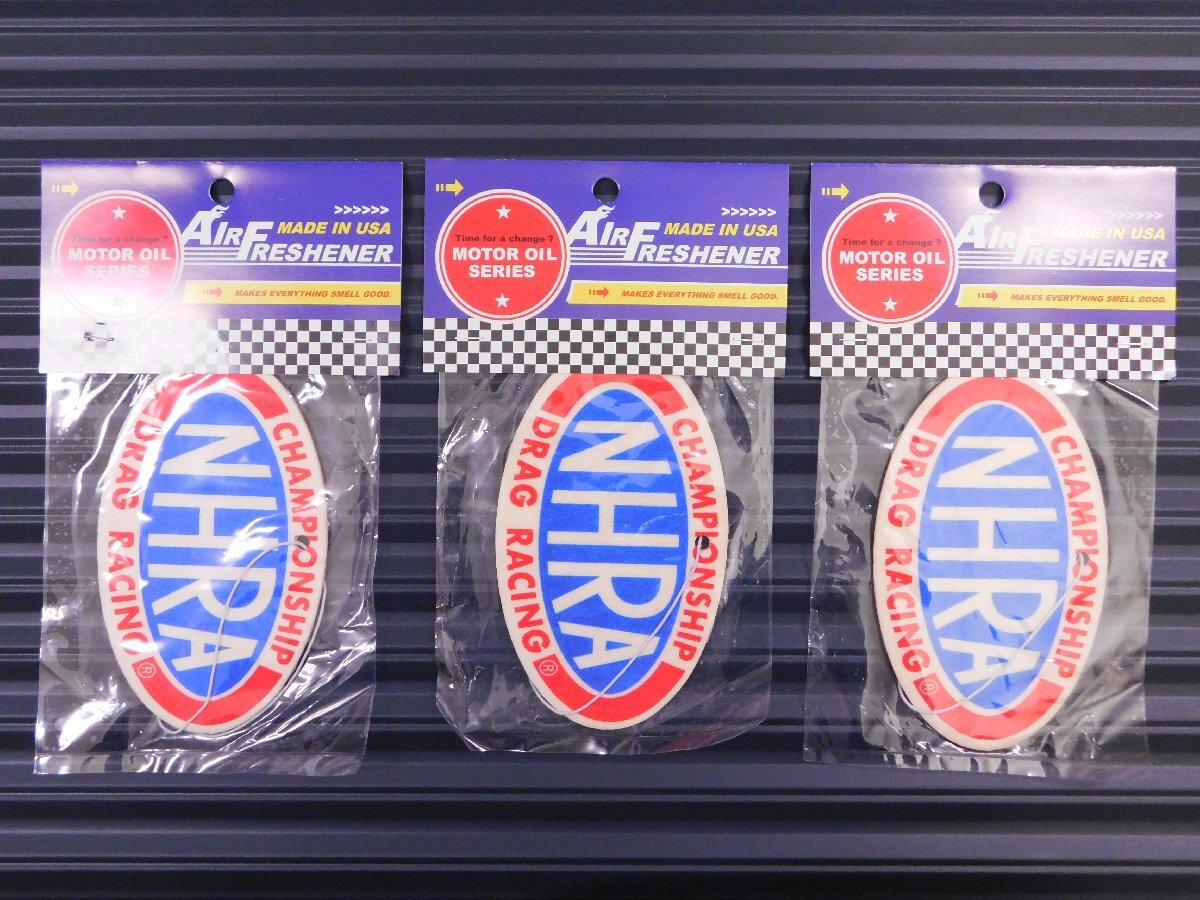 >>>>>>
Time for a change ?
MOTOR OIL
SERIES
AIR FRESHENER
MADE IN USA
MAKES EVERYTHING SMELL GOOD.
CHAMPIONSHIP
NHRA
DRAG RACING®
>>>>>>
Time for a change ?
MOTOR OIL
SERIES
AIR FRESHENER
MADE IN USA
MAKES EVERYTHING SMELL GOOD.
CHAMPIONSHIP
NHRA
DRAG RACING®
>>>>>>
Time for a change ?
MOTOR OIL
SERIES
AIR FRESHENER
MADE IN USA
MAKES EVERYTHING SMELL GOOD.
CHAMPIONSHIP
NHRA
DRAG RACING®